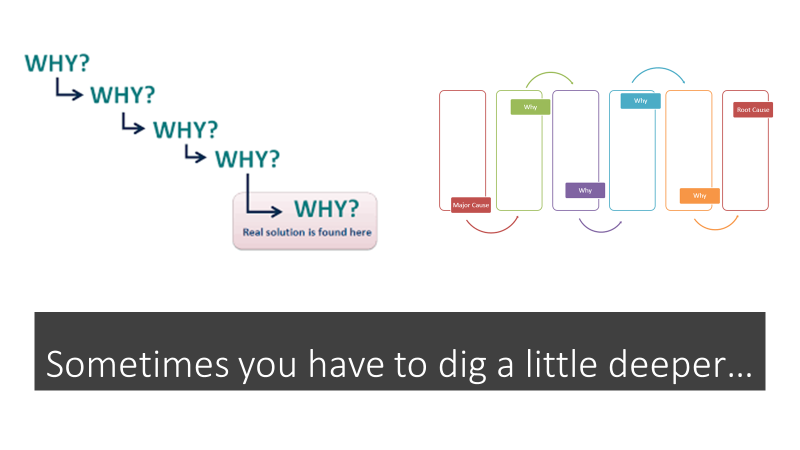 WHY?
WHY?
WHY?
WHY?
WHY?
Real solution is found here
Major Cause
Why
Why
Why
Why
Root Cause
Sometimes you have to dig a little deeper…